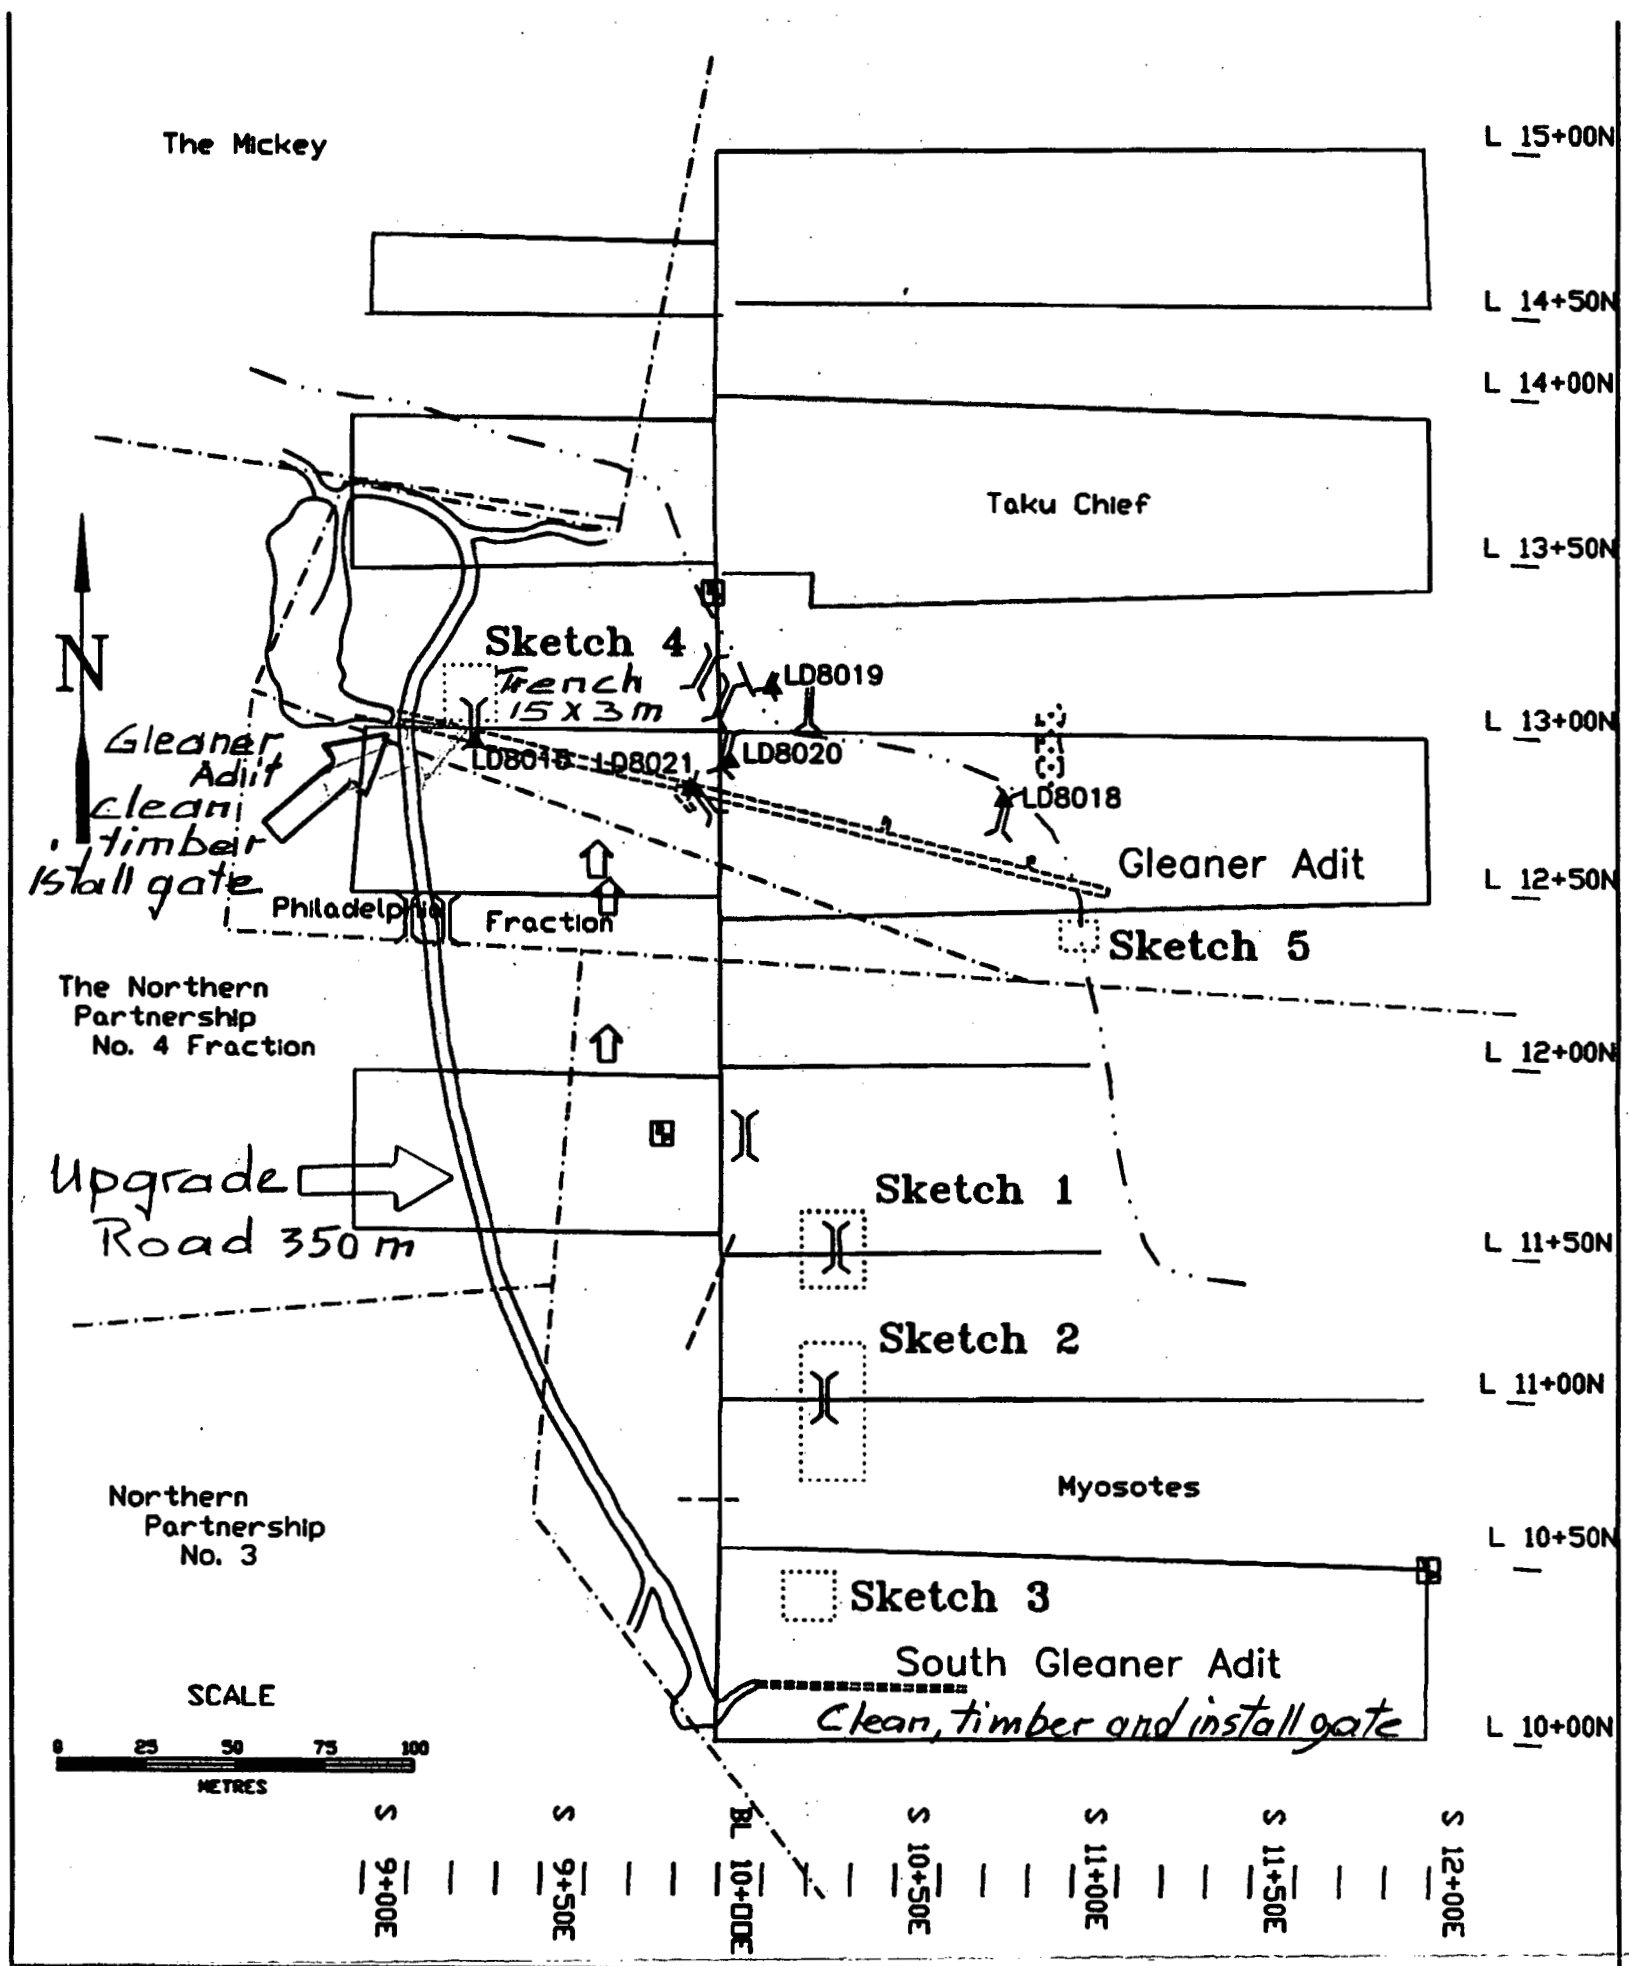 The Mickey
L 15+00N
L 14+50N
L 14+00N
Taku Chief
L 13+50N
N
Sketch 4
Trench
15 x 3 m
LD8019
L 13+00N
Gleaner
Adit
clean
timber
install gate
LD8021
LD8020
LD8018
Gleaner Adit
L 12+50N
Philadelphia
Fraction
Sketch 5
The Northern
Partnership
No. 4 Fraction
L 12+00N
Upgrade
Road 350 m
Sketch 1
L 11+50N
Sketch 2
L 11+00N
Northern
Partnership
No. 3
Myosotes
L 10+50N
Sketch 3
South Gleaner Adit
Clean, timber and install gate
L 10+00N
SCALE
0 25 50 75 100
METRES
S 9+00E
S 9+50E
BL 10+00E
S 10+50E
S 11+00E
S 11+50E
S 12+00E